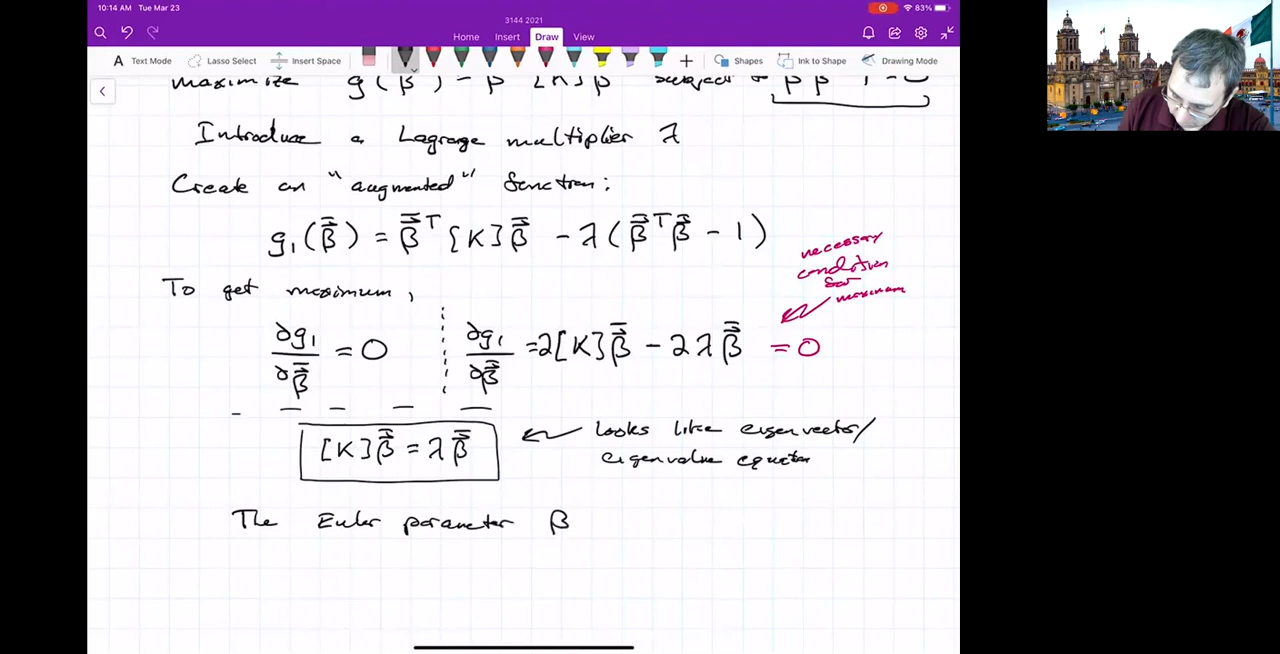 10:14 AM Tue Mar 23
83%
3144 2021
Home Insert Draw View
Text Mode Lasso Select Insert Space Shapes Ink to Shape Drawing Mode
maximize g(β̄) = β̄ [K]β̄ subject to
Introduce a Lagrange multiplier λ
Create an "augmented" function:
g₁(β̄) = β̄ᵀ[K]β̄ - λ(β̄ᵀβ̄ - 1)
necessary
condition
for
maximum
To get maximum,
∂g₁/∂β̄ = 0 ∂g₁/∂β̄ = 2[K]β̄ - 2λβ̄ = 0
[K]β̄ = λβ̄ looks like eigenvector/
eigenvalue equation
The Euler parameter β